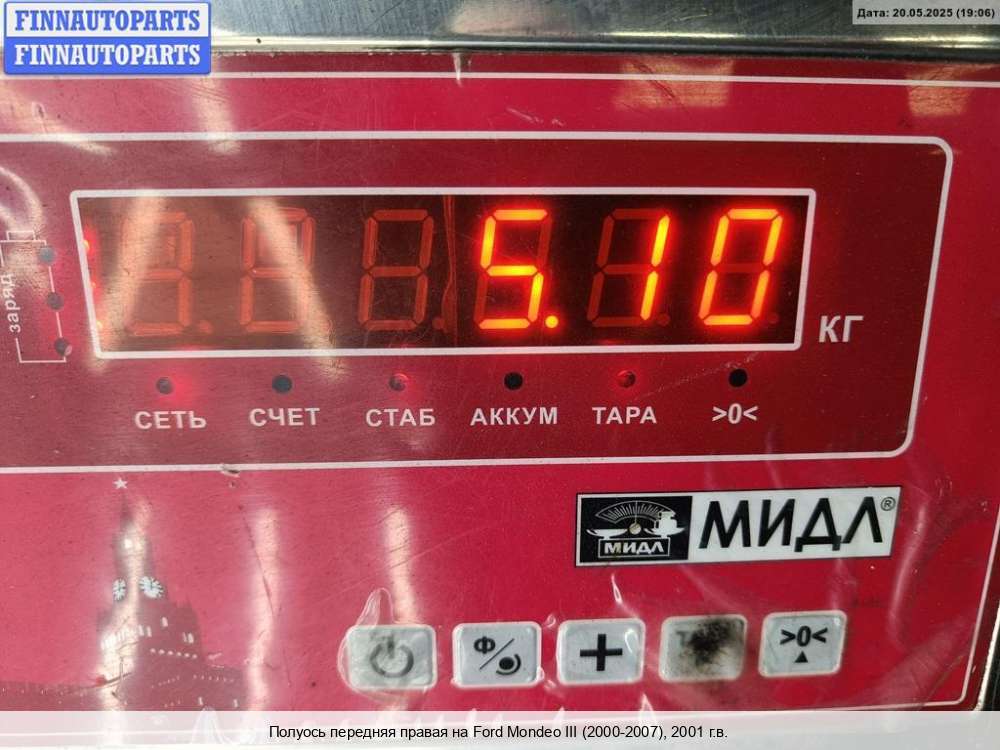 FINNAUTOPARTS
FINNAUTOPARTS
Дата: 20.05.2025 (19:06)
заряд
5.10
КГ
СЕТЬ СЧЕТ СТАБ АККУМ ТАРА >0<
МИДЛ МИДЛ®
Ф/
+
>0<
Полуось передняя правая на Ford Mondeo III (2000-2007), 2001 г.в.